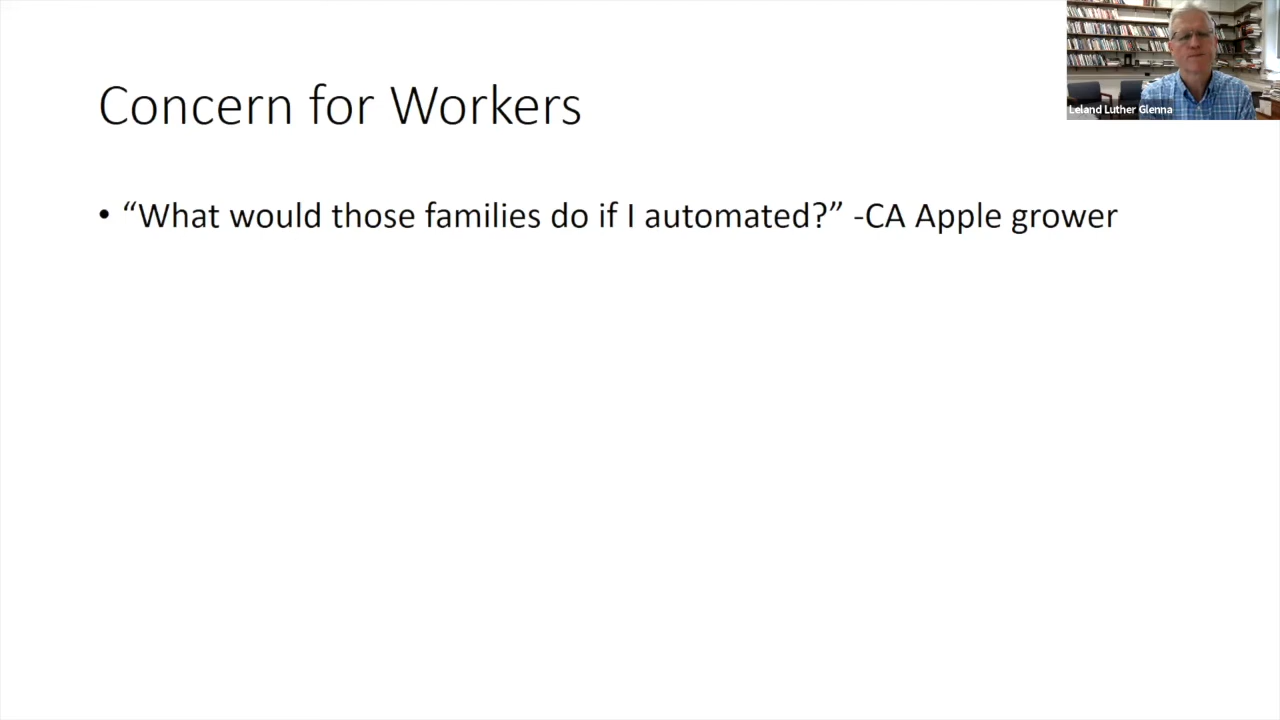 Leland Luther Glenna
Concern for Workers
• “What would those families do if I automated?” -CA Apple grower